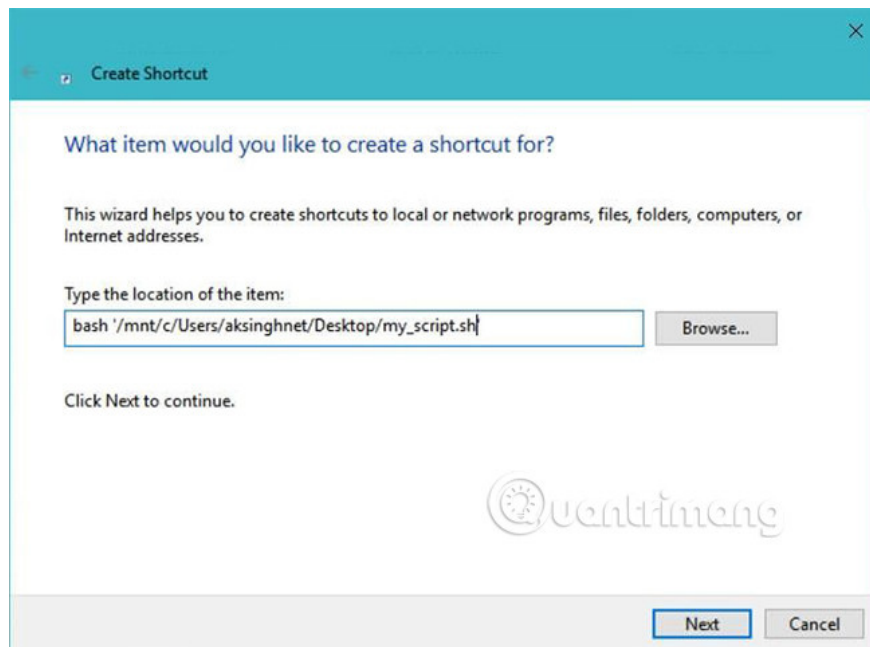 Create Shortcut
What item would you like to create a shortcut for?
This wizard helps you to create shortcuts to local or network programs, files, folders, computers, or
Internet addresses.
Type the location of the item:
bash '/mnt/c/Users/aksinghnet/Desktop/my_script.sh'
Browse...
Click Next to continue.
Quantrimang
Next
Cancel